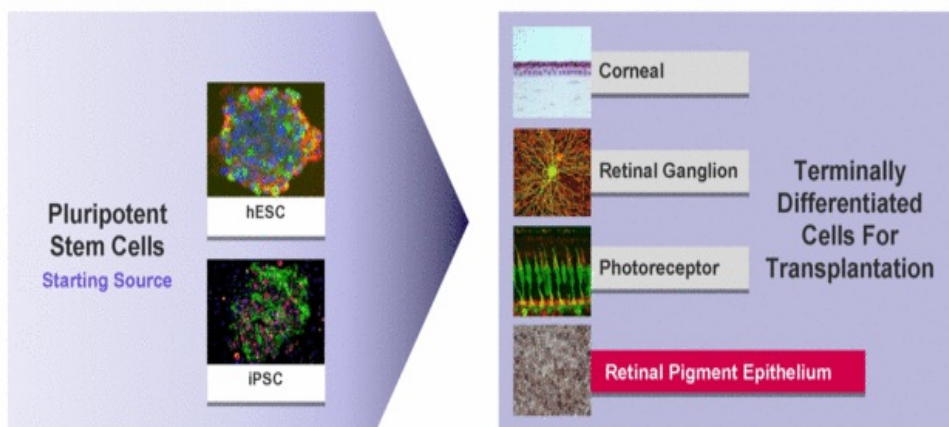 Pluripotent
Stem Cells
Starting Source
hESC
iPSC
Corneal
Retinal Ganglion
Photoreceptor
Retinal Pigment Epithelium
Terminally
Differentiated
Cells For
Transplantation